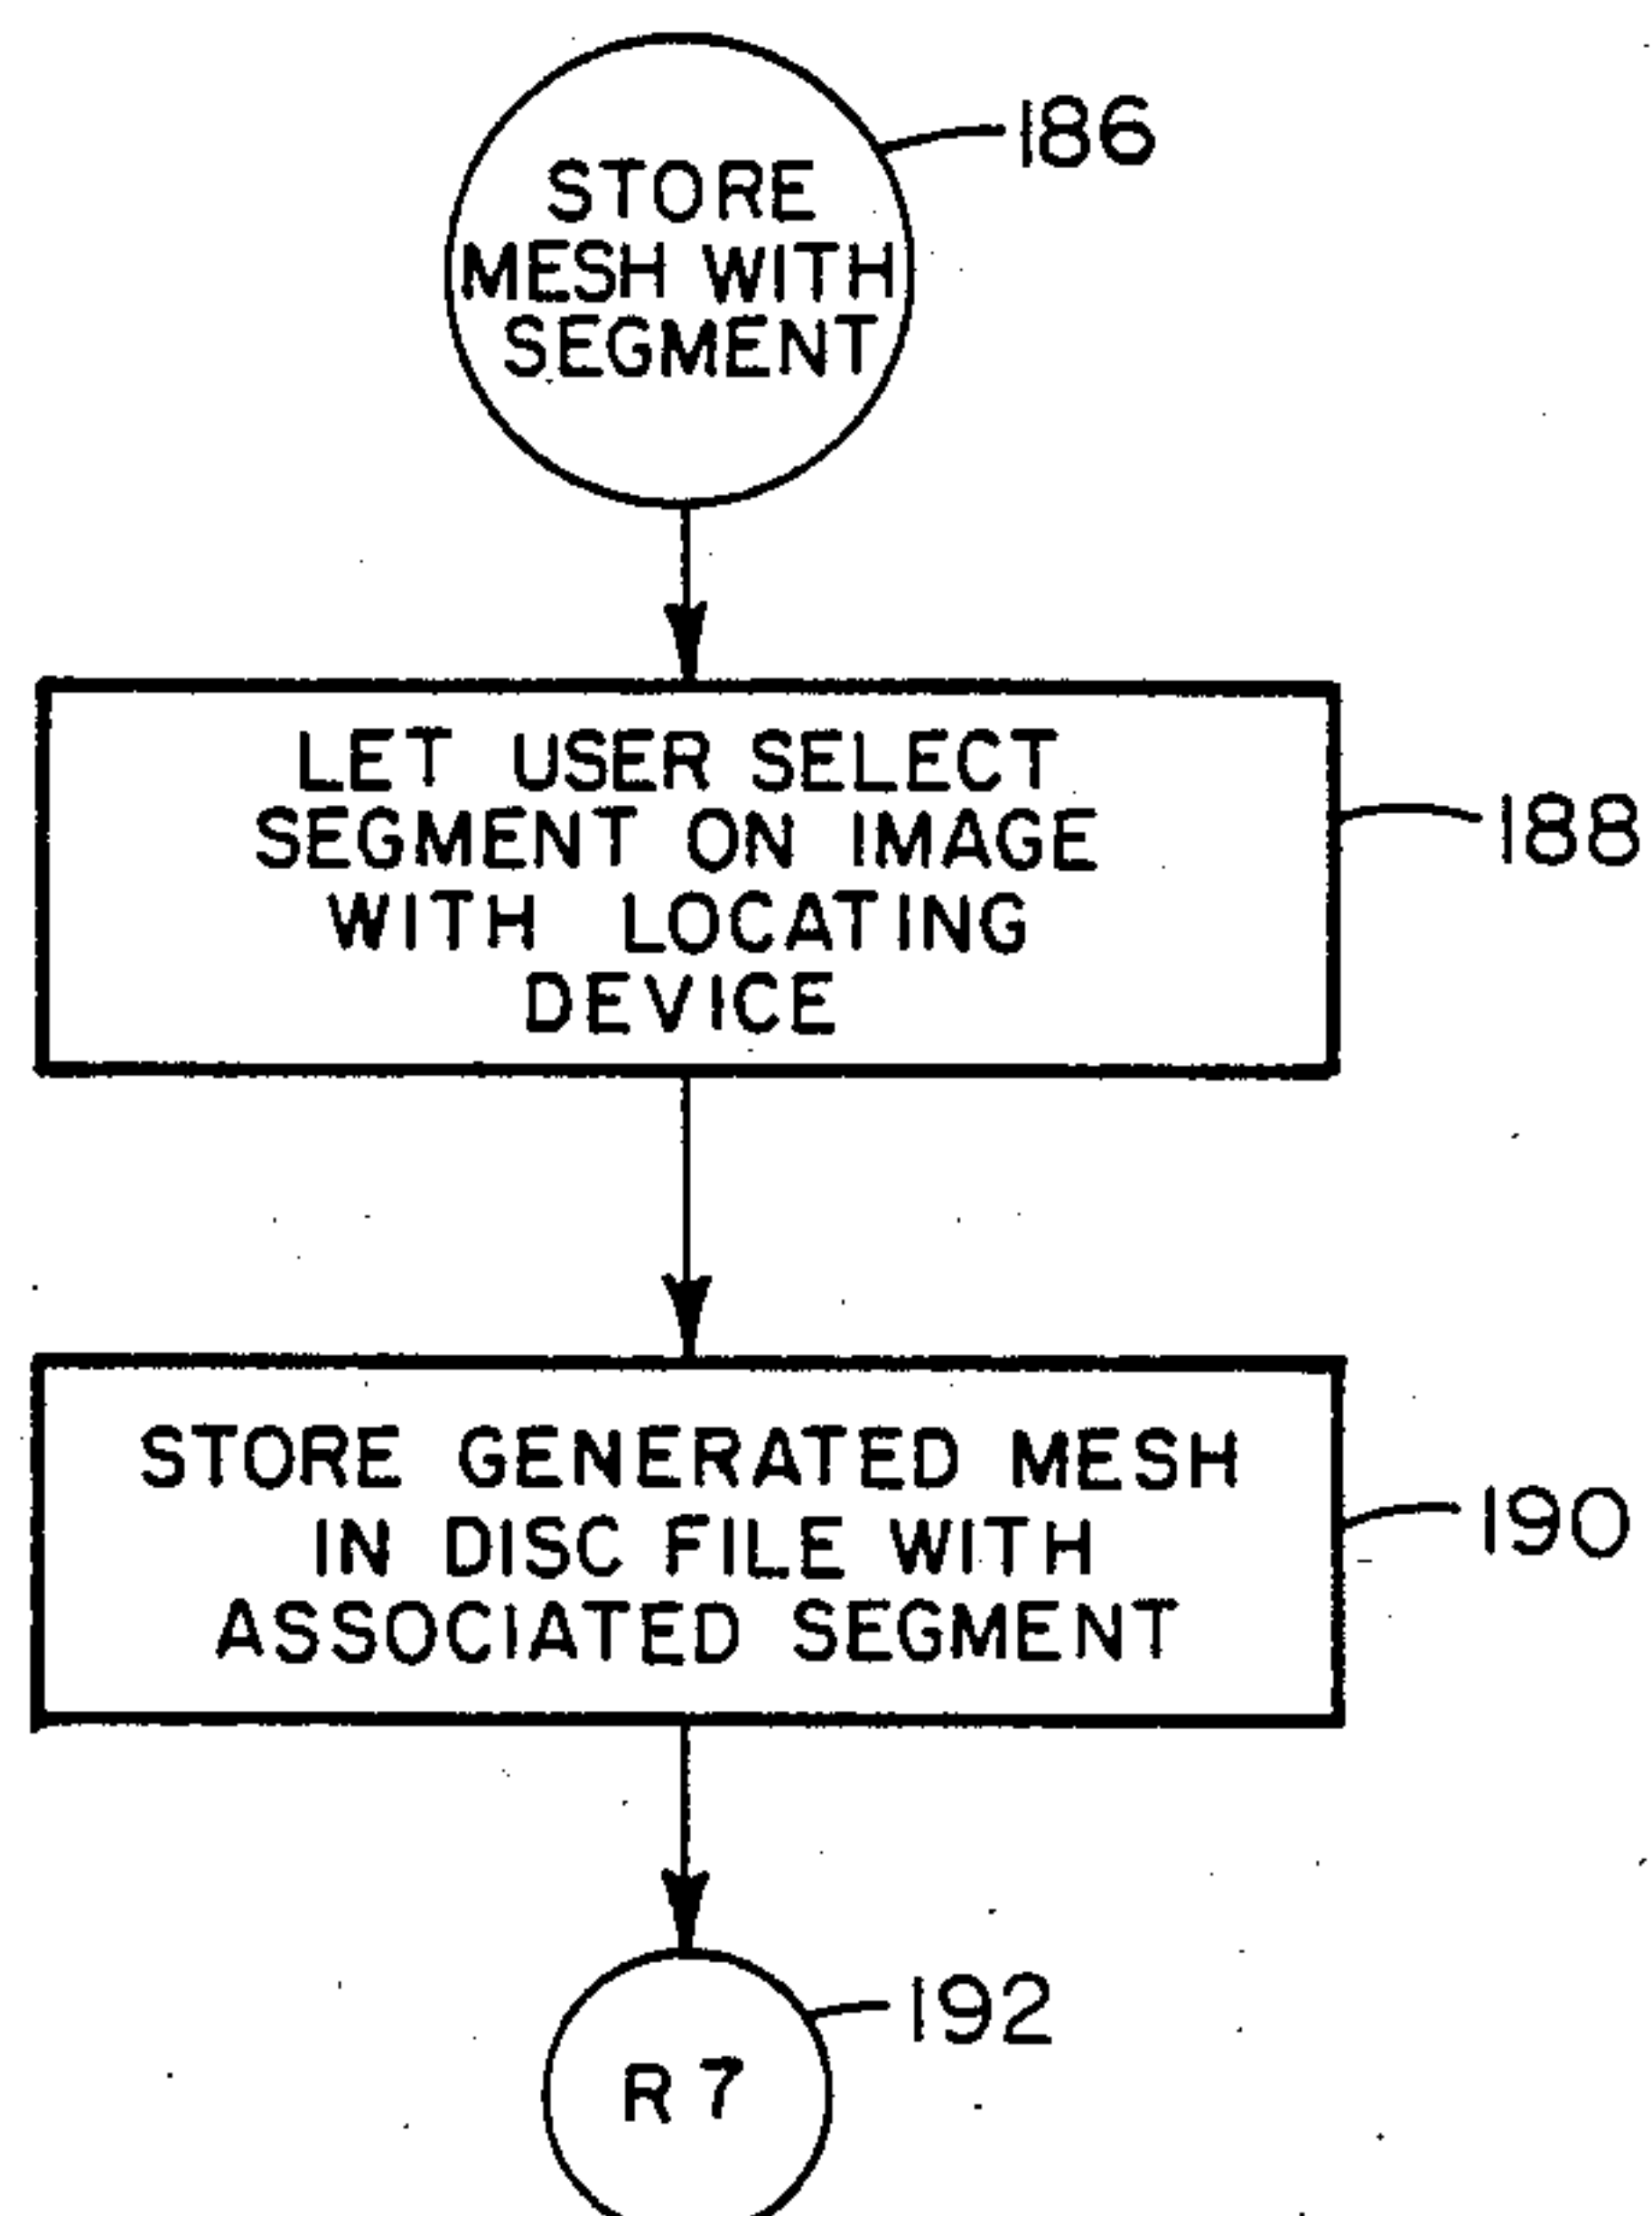 STORE
MESH WITH
SEGMENT
186
LET USER SELECT
SEGMENT ON IMAGE
WITH LOCATING
DEVICE
188
STORE GENERATED MESH
IN DISC FILE WITH
ASSOCIATED SEGMENT
190
R7
192